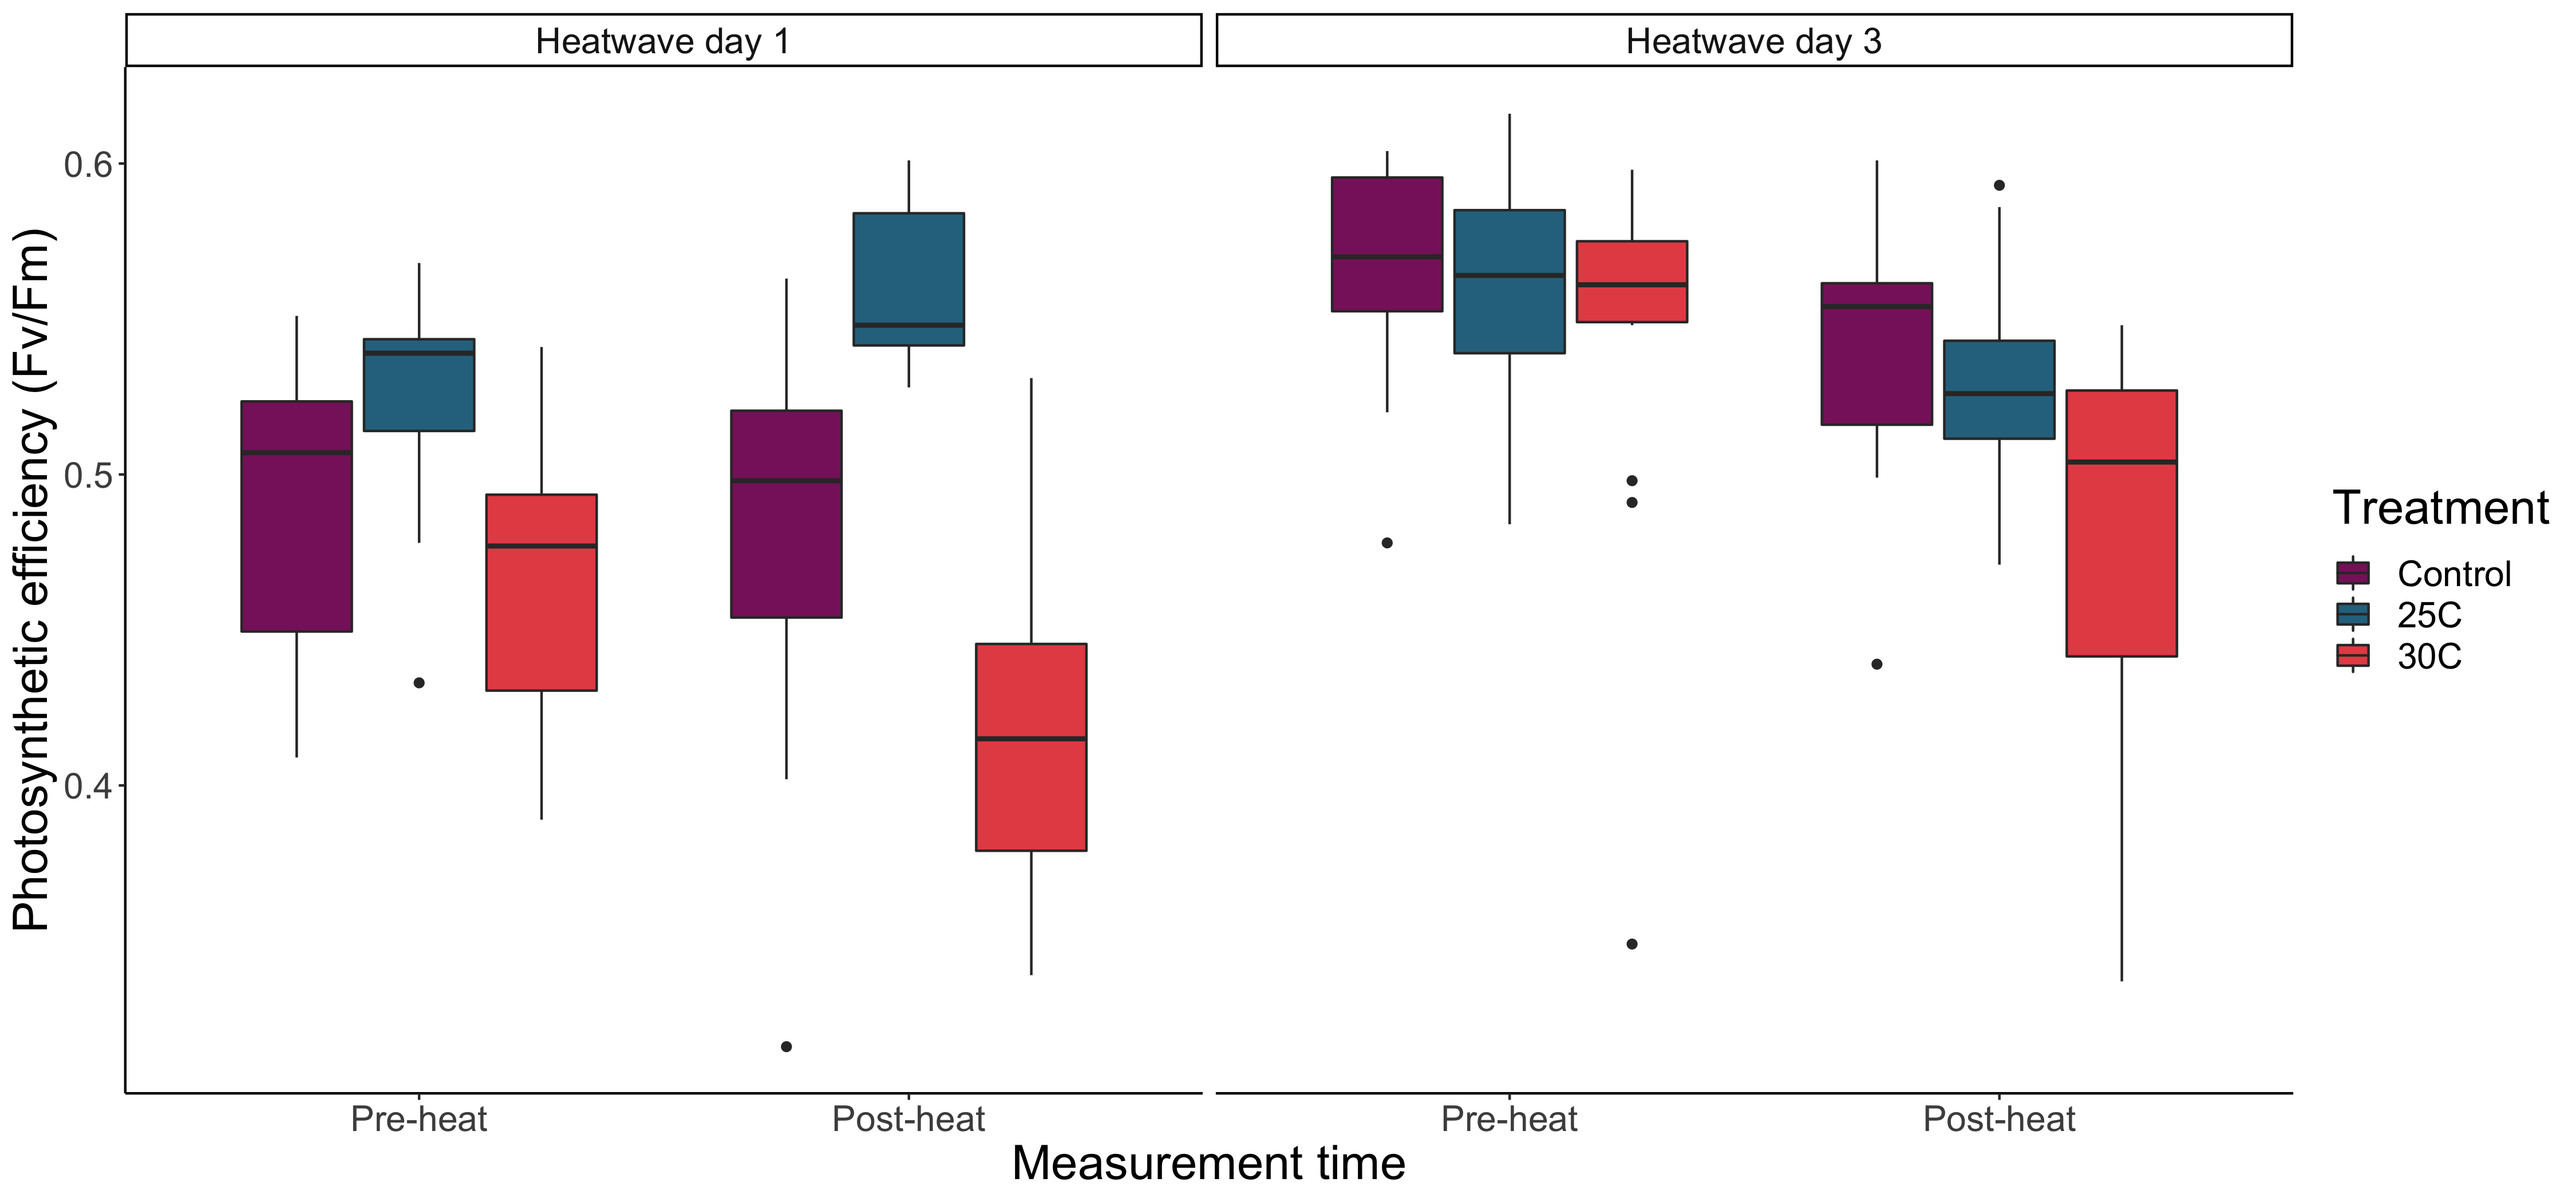 Heatwave day 1
Heatwave day 3
Photosynthetic efficiency (Fv/Fm)
0.6
0.5
0.4
Pre-heat
Post-heat
Pre-heat
Post-heat
Measurement time
Treatment
Control
25C
30C